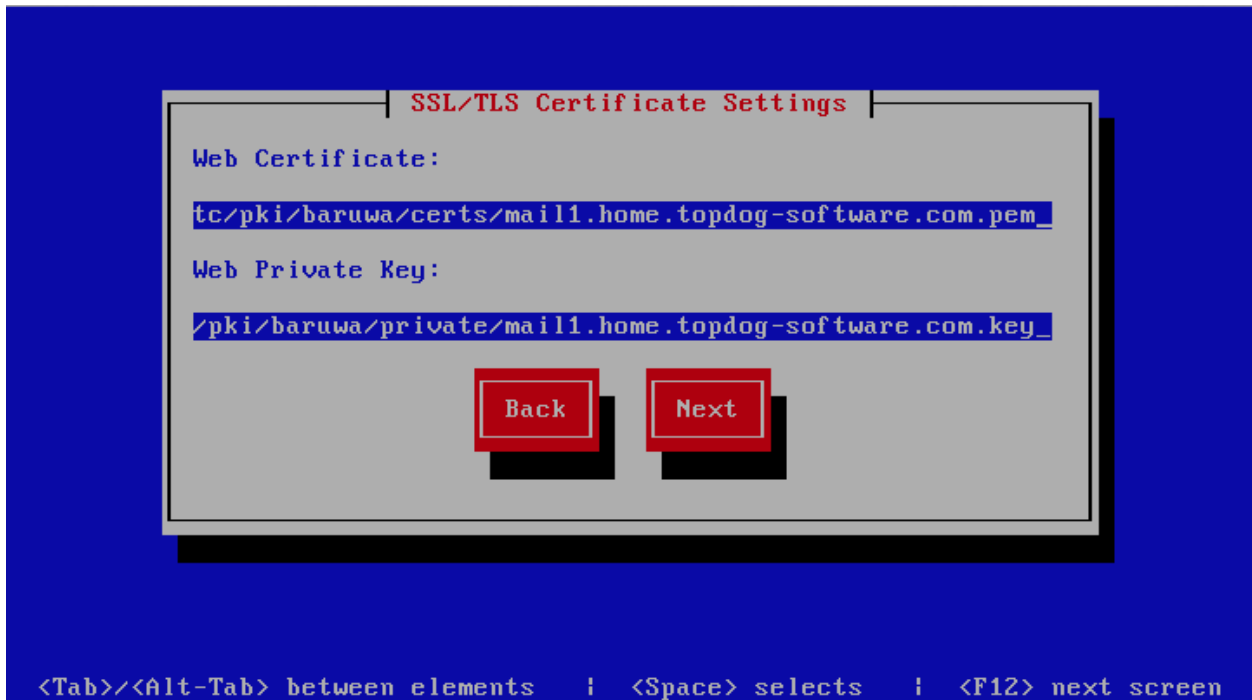 SSL/TLS Certificate Settings
Web Certificate:
tc/pki/baruwa/certs/mail1.home.topdog-software.com.pem_
Web Private Key:
/pki/baruwa/private/mail1.home.topdog-software.com.key_
Back Next
<Tab>/<Alt-Tab> between elements | <Space> selects | <F12> next screen